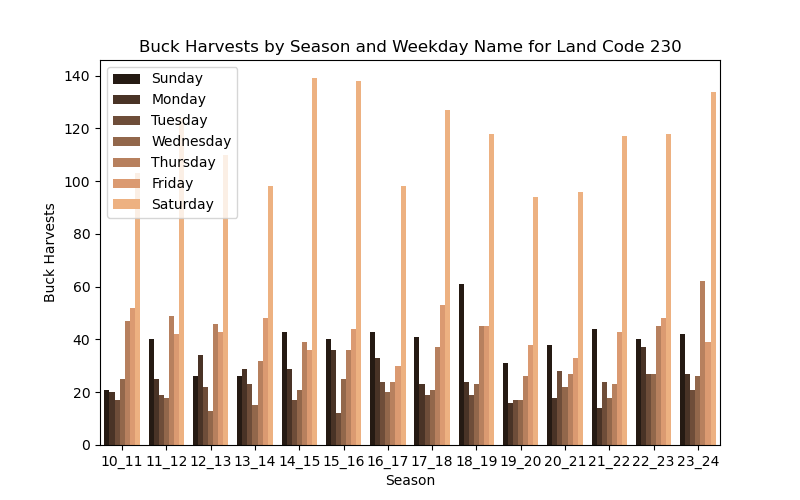 Buck Harvests by Season and Weekday Name for Land Code 230
140
120
100
80
60
40
20
0
Buck Harvests
Sunday
Monday
Tuesday
Wednesday
Thursday
Friday
Saturday
10_11 11_12 12_13 13_14 14_15 15_16 16_17 17_18 18_19 19_20 20_21 21_22 22_23 23_24
Season